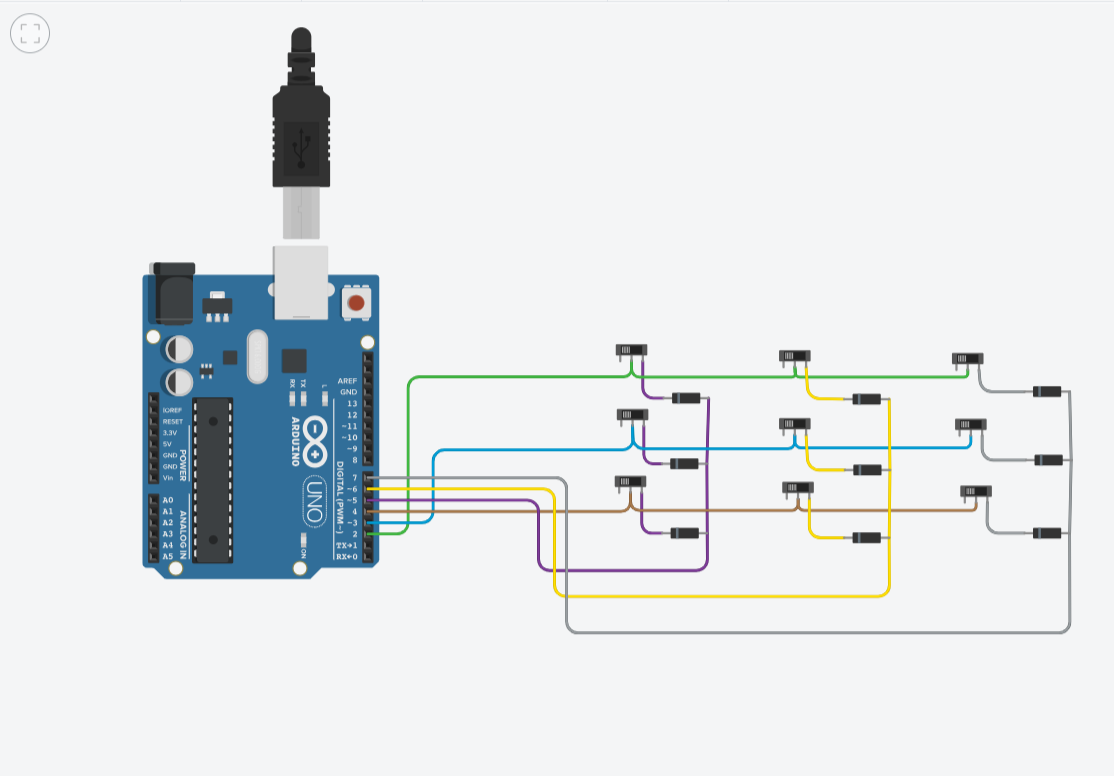 AREF
GND
13
12
~11
~10
~9
8
7
~6
~5
4
~3
2
TX→1
RX←0
DIGITAL (PWM~)
IOREF
RESET
3.3V
5V
GND
GND
Vin
POWER
A0
A1
A2
A3
A4
A5
ANALOG IN
RX
TX
L
ARDUINO
UNO
ON